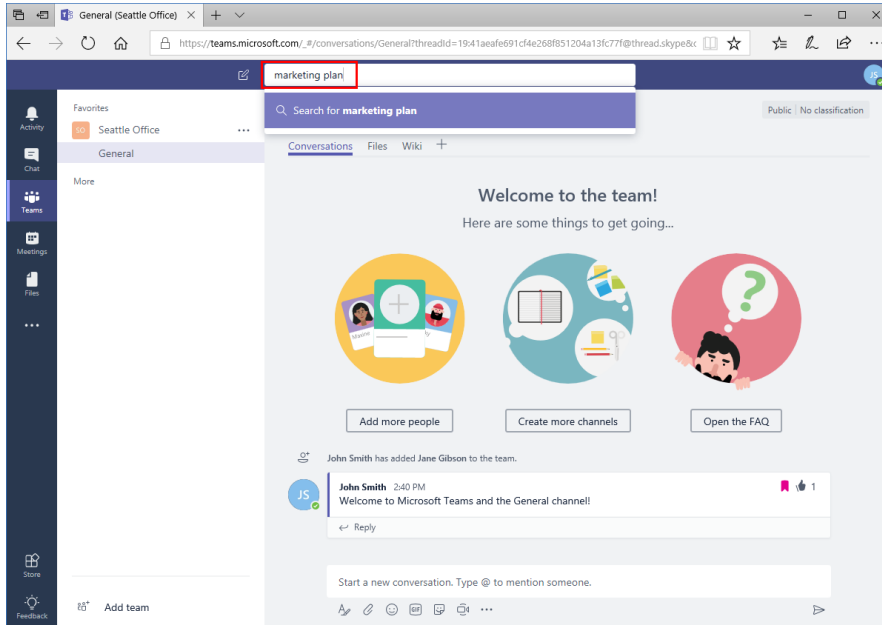 General (Seattle Office)
https://teams.microsoft.com/_#/conversations/General?threadId=19:41aeafe691cf4e268f851204a13fc77f@thread.skype&c
marketing plan
JS
Search for marketing plan
Public No classification
Activity
Chat
Teams
Meetings
Files
Store
Feedback
Favorites
SO Seattle Office
General
More
Add team
Conversations Files Wiki
Welcome to the team!
Here are some things to get going...
Maxine
Add more people Create more channels Open the FAQ
John Smith has added Jane Gibson to the team.
JS
John Smith 2:40 PM 1
Welcome to Microsoft Teams and the General channel!
Reply
Start a new conversation. Type @ to mention someone.
GIF